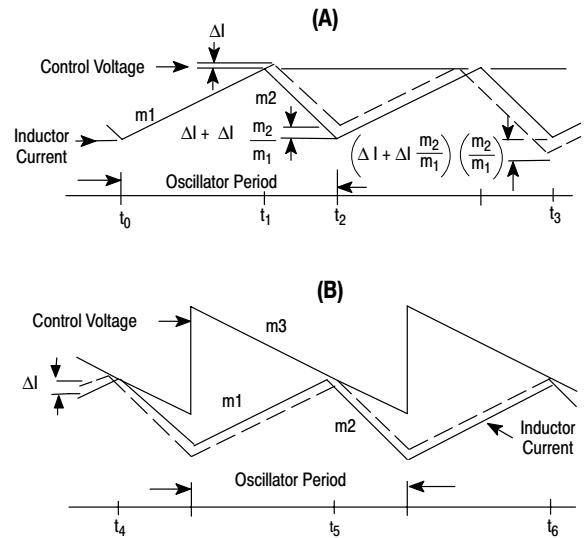 (A)
ΔI
Control Voltage
m1
m2
Inductor
Current
ΔI + ΔI m2/m1
(ΔI + ΔI m2/m1) (m2/m1)
Oscillator Period
t0 t1 t2 t3
(B)
Control Voltage
m3
ΔI
m1
m2
Inductor
Current
Oscillator Period
t4 t5 t6